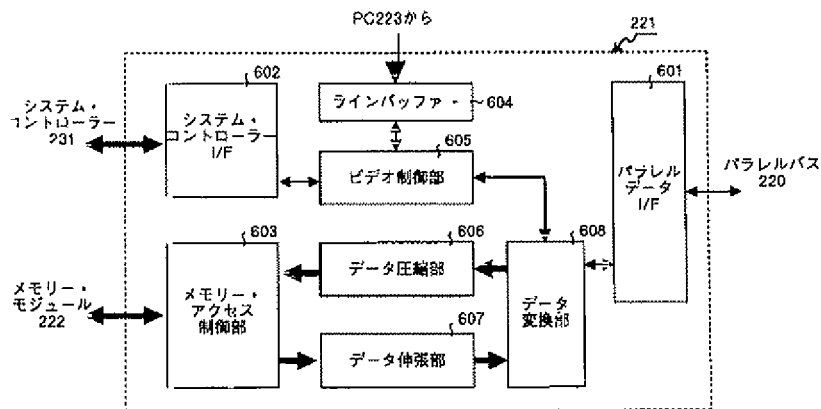 PC223から
221
602
601
システム・
コントローラー
231
システム・
コントローラー
I/F
ラインバッファ・
604
605
ビデオ制御部
パラレル
データ
I/F
パラレルバス
220
603
606
608
データ圧縮部
メモリー・
モジュール
222
メモリー・
アクセス
制御部
データ
変換部
607
データ伸張部